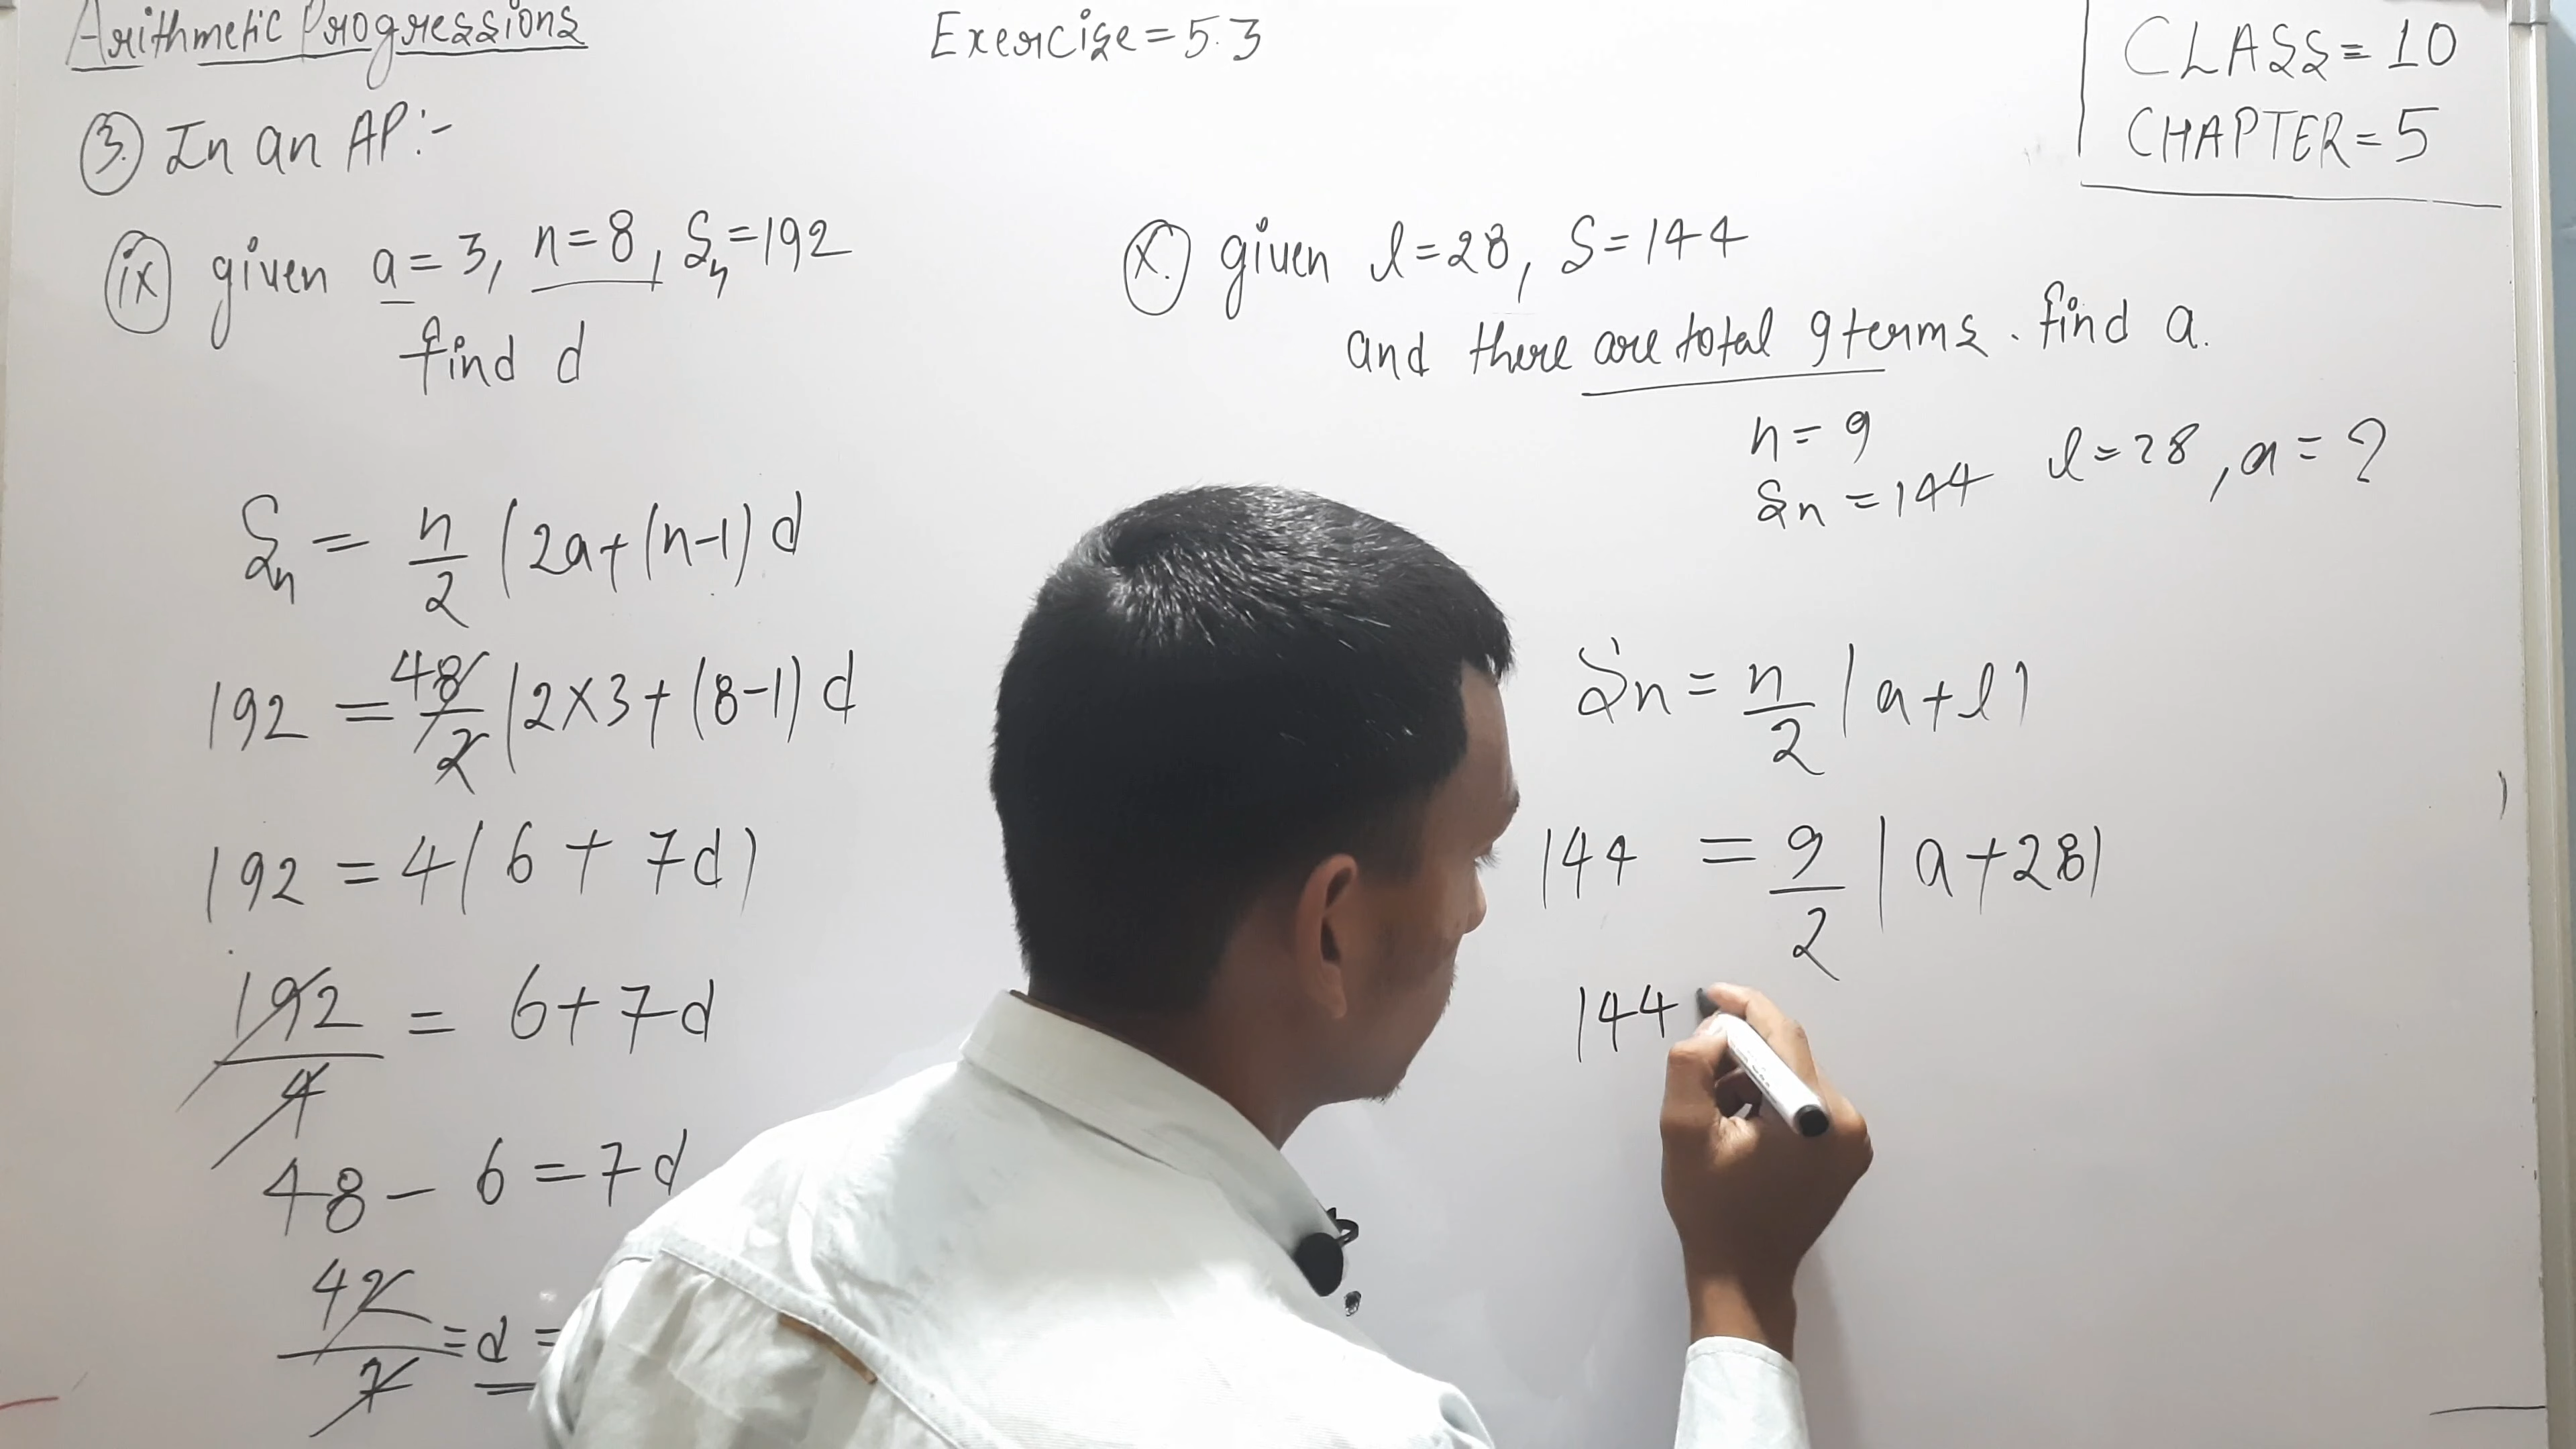 Arithmetic Progressions
Exercise = 5.3
CLASS = 10
CHAPTER = 5
3. In an AP:-
ix given a = 3, n = 8, Sn = 192
find d
Sn = n/2 (2a + (n-1) d
192 = 48/2 (2×3 + (8-1) d
192 = 4( 6 + 7d)
192/4 = 6 + 7d
48 - 6 = 7d
42/7 = d =
x. given l = 28, S = 144
and there are total 9 terms. find a.
n = 9
Sn = 144 l = 28, a = ?
Sn = n/2 (a + l)
144 = 9/2 (a + 28)
144